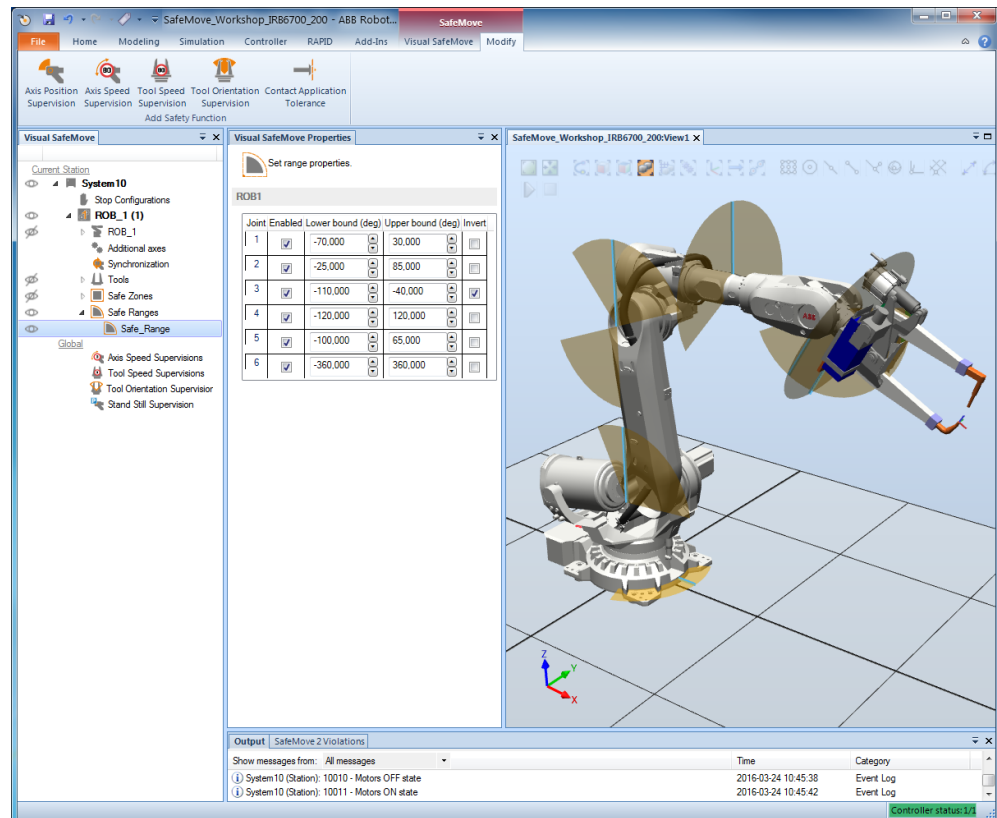 SafeMove_Workshop_IRB6700_200 - ABB Robot...
SafeMove
File Home Modeling Simulation Controller RAPID Add-Ins Visual SafeMove Modify
Axis Position Supervision
Axis Speed Supervision
Tool Speed Supervision
Tool Orientation Supervision
Contact Application Tolerance
Add Safety Function
Visual SafeMove
Current Station
System10
Stop Configurations
ROB_1 (1)
ROB_1
Additional axes
Synchronization
Tools
Safe Zones
Safe Ranges
Safe_Range
Global
Axis Speed Supervisions
Tool Speed Supervisions
Tool Orientation Supervisior
Stand Still Supervision
Visual SafeMove Properties
Set range properties.
ROB1
Joint Enabled Lower bound (deg) Upper bound (deg) Invert
1 -70,000 30,000
2 -25,000 85,000
3 -110,000 -40,000
4 -120,000 120,000
5 -100,000 65,000
6 -360,000 360,000
SafeMove_Workshop_IRB6700_200:View1
ABB
Z
Y
X
Output SafeMove 2 Violations
Show messages from: All messages Time Category
System10 (Station): 10010 - Motors OFF state 2016-03-24 10:45:38 Event Log
System10 (Station): 10011 - Motors ON state 2016-03-24 10:45:42 Event Log
Controller status:1/1